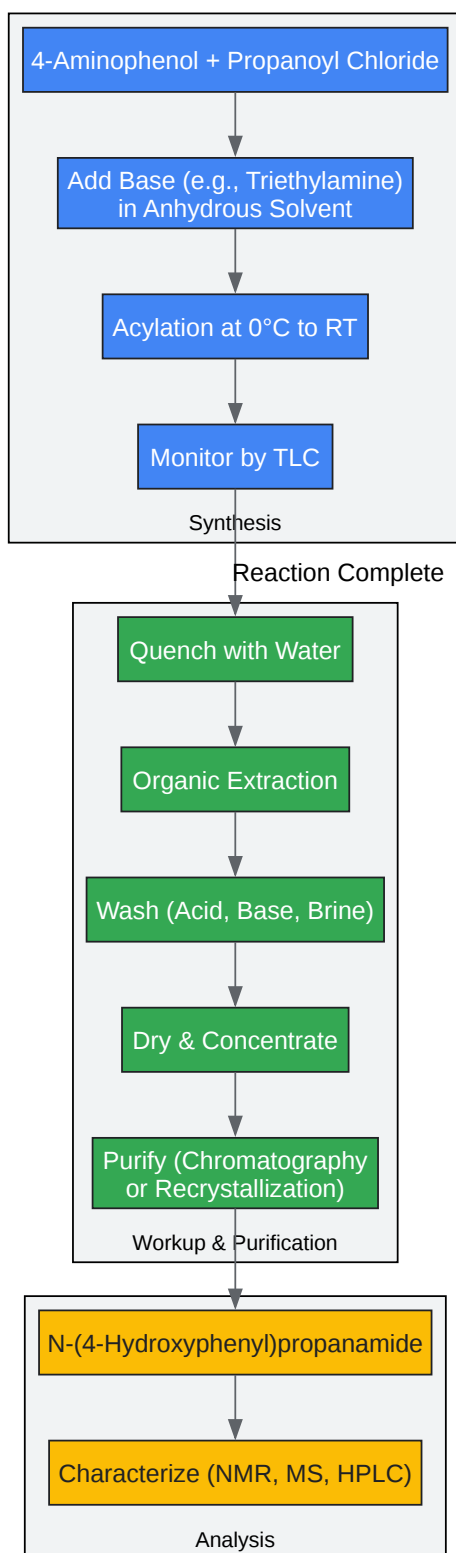 4-Aminophenol + Propanoyl Chloride
Add Base (e.g., Triethylamine)
in Anhydrous Solvent
Acylation at 0°C to RT
Monitor by TLC
Synthesis
Reaction Complete
Quench with Water
Organic Extraction
Wash (Acid, Base, Brine)
Dry & Concentrate
Purify (Chromatography
or Recrystallization)
Workup & Purification
N-(4-Hydroxyphenyl)propanamide
Characterize (NMR, MS, HPLC)
Analysis